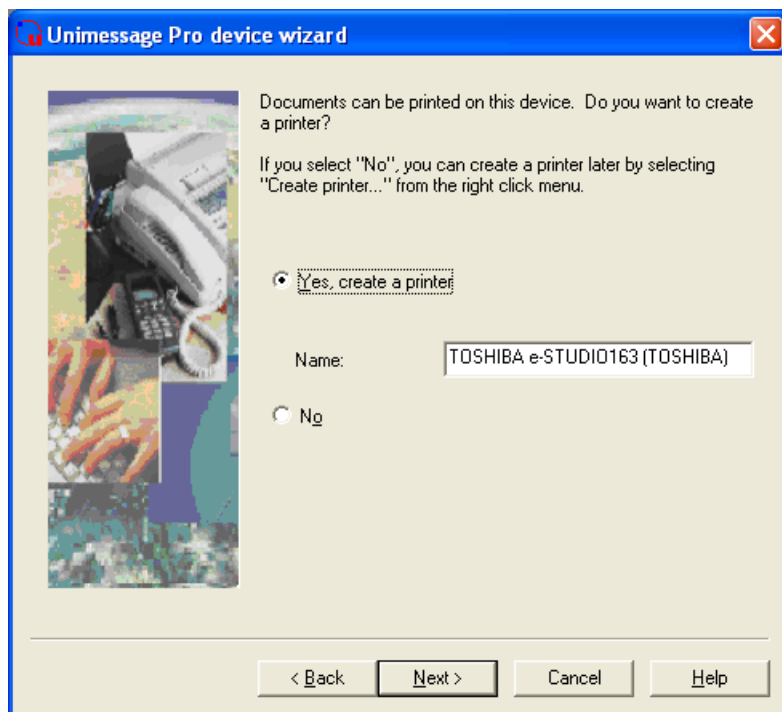 Unimessage Pro device wizard
Documents can be printed on this device. Do you want to create
a printer?
If you select "No", you can create a printer later by selecting
"Create printer..." from the right click menu.
Yes, create a printer
Name: TOSHIBA e-STUDIO163 (TOSHIBA)
No
< Back Next > Cancel Help